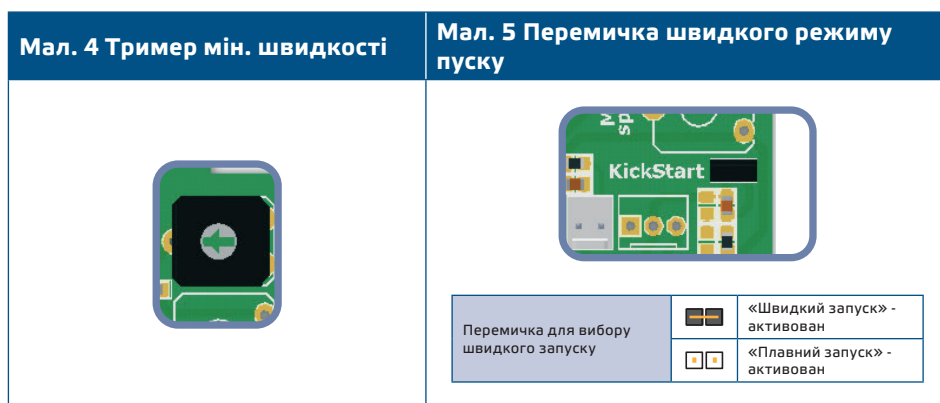 Мал. 4 Тример мін. швидкості
Мал. 5 Перемичка швидкого режиму
пуску
sp
KickStart
Перемичка для вибору
швидкого запуску
«Швидкий запуск» -
активован
«Плавний запуск» -
активован